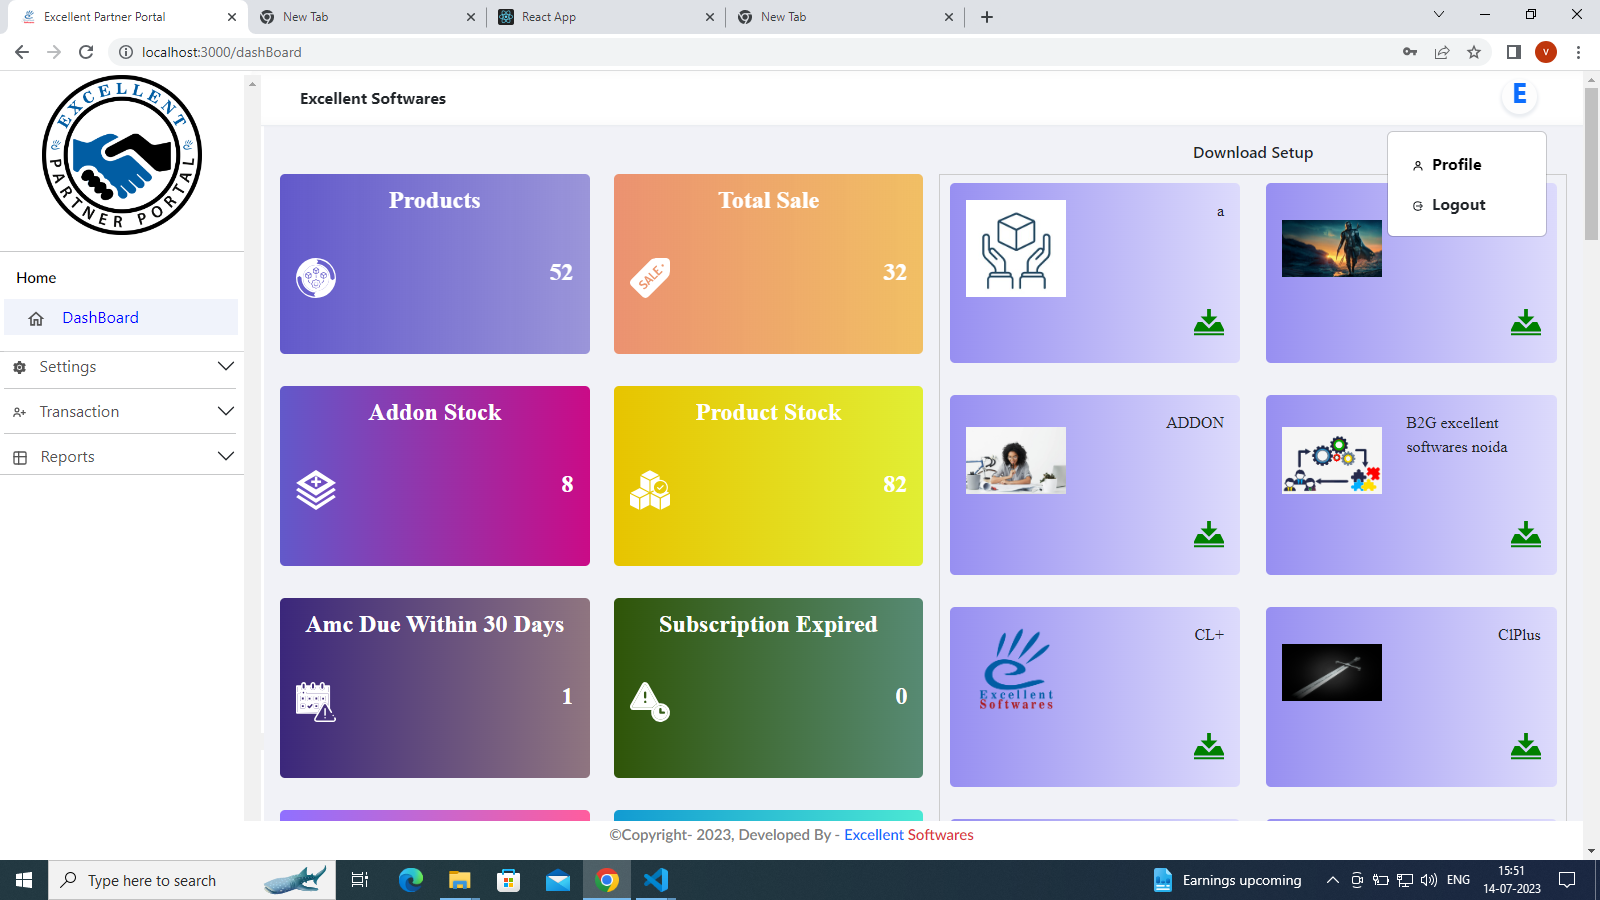 Excellent Partner Portal
New Tab
React App
New Tab
localhost:3000/dashBoard
V
EXCELLENT
PARTNER PORTAL
Excellent Softwares
E
Home
DashBoard
Settings
Transaction
Reports
Download Setup
Profile
Logout
Products
52
Total Sale
SALE
32
Addon Stock
8
Product Stock
82
Amc Due Within 30 Days
1
Subscription Expired
0
a
ADDON
B2G excellent
softwares noida
CL+
Excellent
Softwares
ClPlus
©Copyright- 2023, Developed By - Excellent Softwares
Type here to search
Earnings upcoming
ENG
15:51
14-07-2023